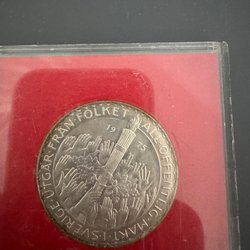 ALL OFFENTLIG MAKT I SVERIGE UTGÅR FRÅN FOLKET
19 75